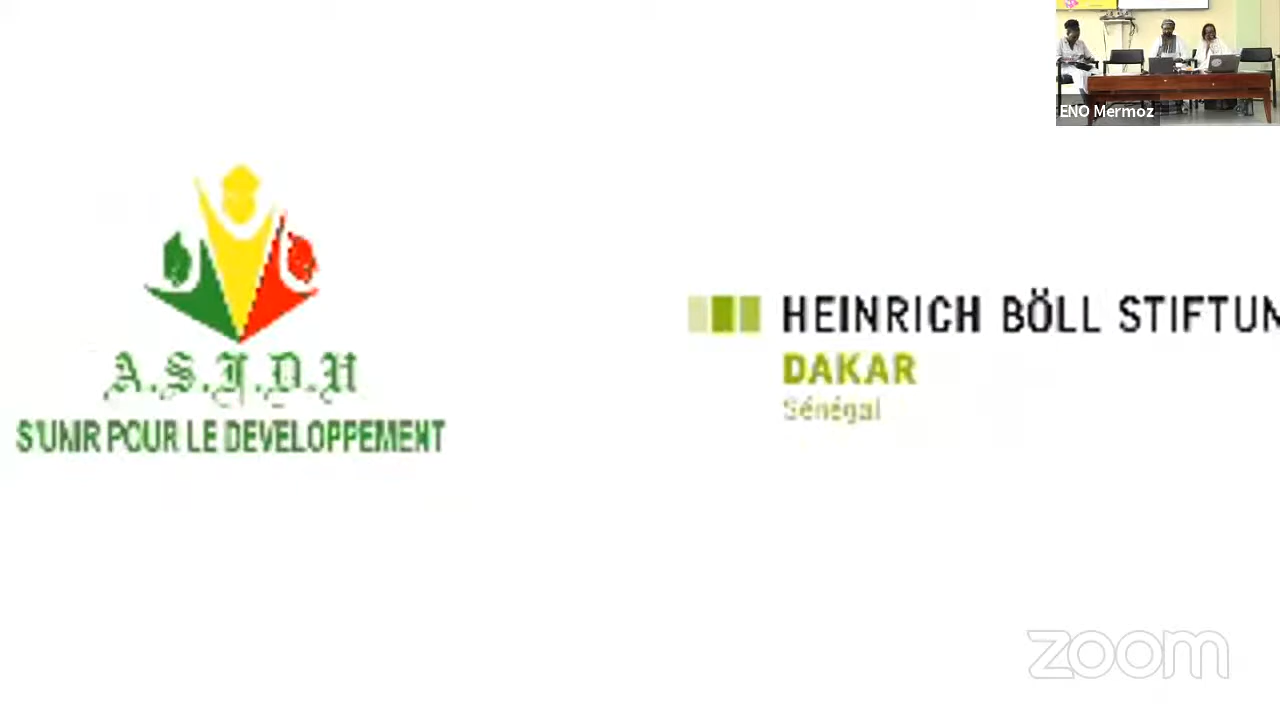 ENO Mermoz
A.S.J.D.H
S'UNIR POUR LE DEVELOPPEMENT
HEINRICH BÖLL STIFTUN
DAKAR
Sénégal
zoom